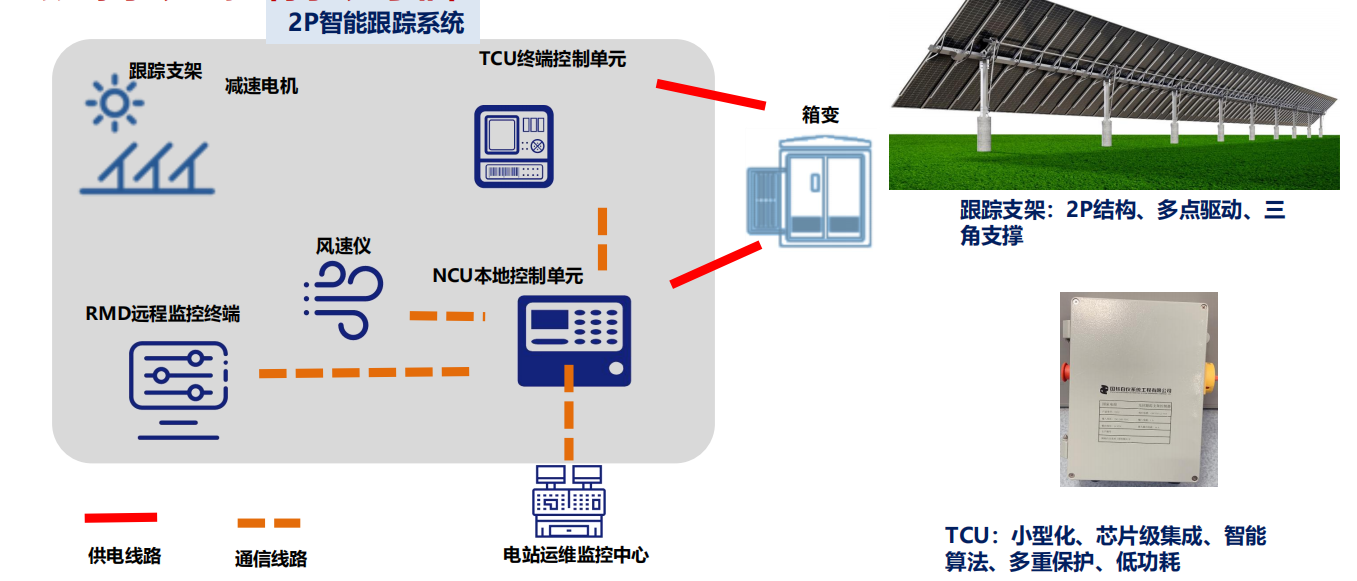 2P智能跟踪系统
跟踪支架
减速电机
TCU终端控制单元
箱变
风速仪
NCU本地控制单元
RMD远程监控终端
供电线路
通信线路
电站运维监控中心
跟踪支架：2P结构、多点驱动、三
角支撑
TCU：小型化、芯片级集成、智能
算法、多重保护、低功耗